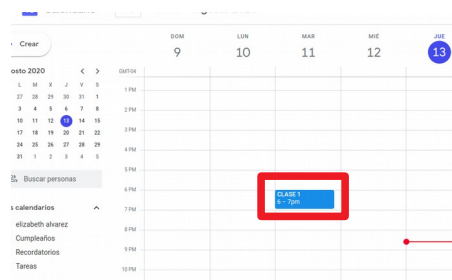 Crear
osto 2020 < >
L M X J V S
27 28 29 30 31 1
3 4 5 6 7 8
10 11 12 13 14 15
17 18 19 20 21 22
24 25 26 27 28 29
31 1 2 3 4 5
Buscar personas
s calendarios
elizabeth alvarez
Cumpleaños
Recordatorios
Tareas
DOM LUN MAR MIÉ JUE
9 10 11 12 13
GMT-04
1 PM
2 PM
3 PM
4 PM
5 PM
6 PM
CLASE 1
6 – 7pm
7 PM
8 PM
9 PM
10 PM